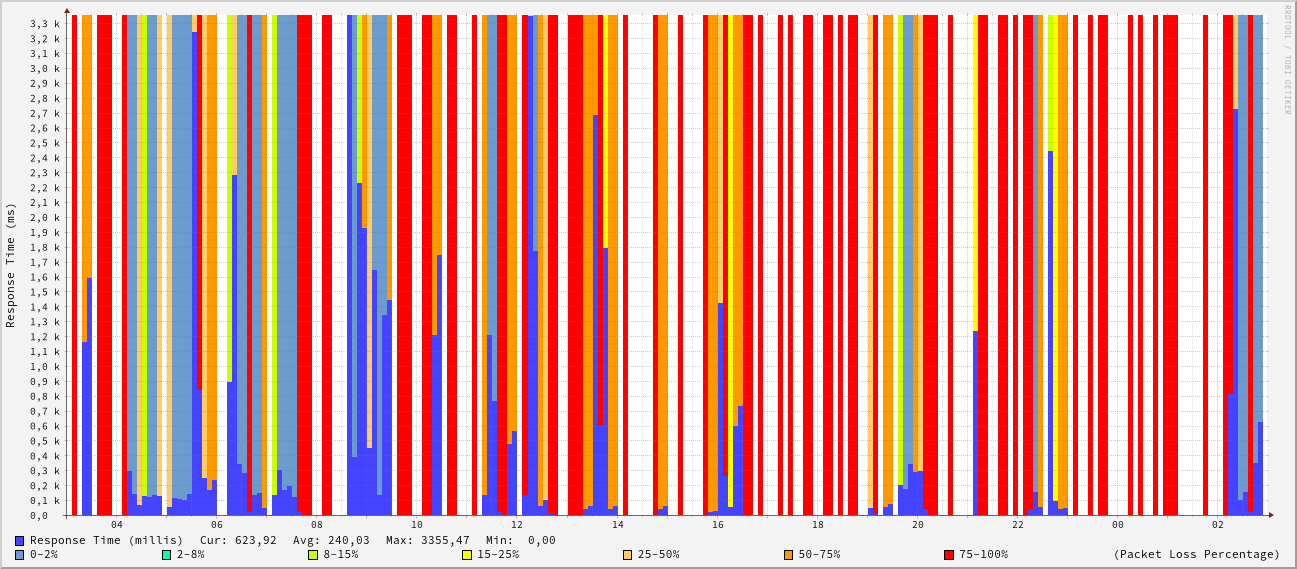 RRDTOOL / TOBI OETIKER
Response Time (ms)
3,3 k
3,2 k
3,1 k
3,0 k
2,9 k
2,8 k
2,7 k
2,6 k
2,5 k
2,4 k
2,3 k
2,2 k
2,1 k
2,0 k
1,9 k
1,8 k
1,7 k
1,6 k
1,5 k
1,4 k
1,3 k
1,2 k
1,1 k
1,0 k
0,9 k
0,8 k
0,7 k
0,6 k
0,5 k
0,4 k
0,3 k
0,2 k
0,1 k
0,0
04 06 08 10 12 14 16 18 20 22 00 02
Response Time (millis) Cur: 623,92 Avg: 240,03 Max: 3355,47 Min: 0,00
0-2% 2-8% 8-15% 15-25% 25-50% 50-75% 75-100% (Packet Loss Percentage)